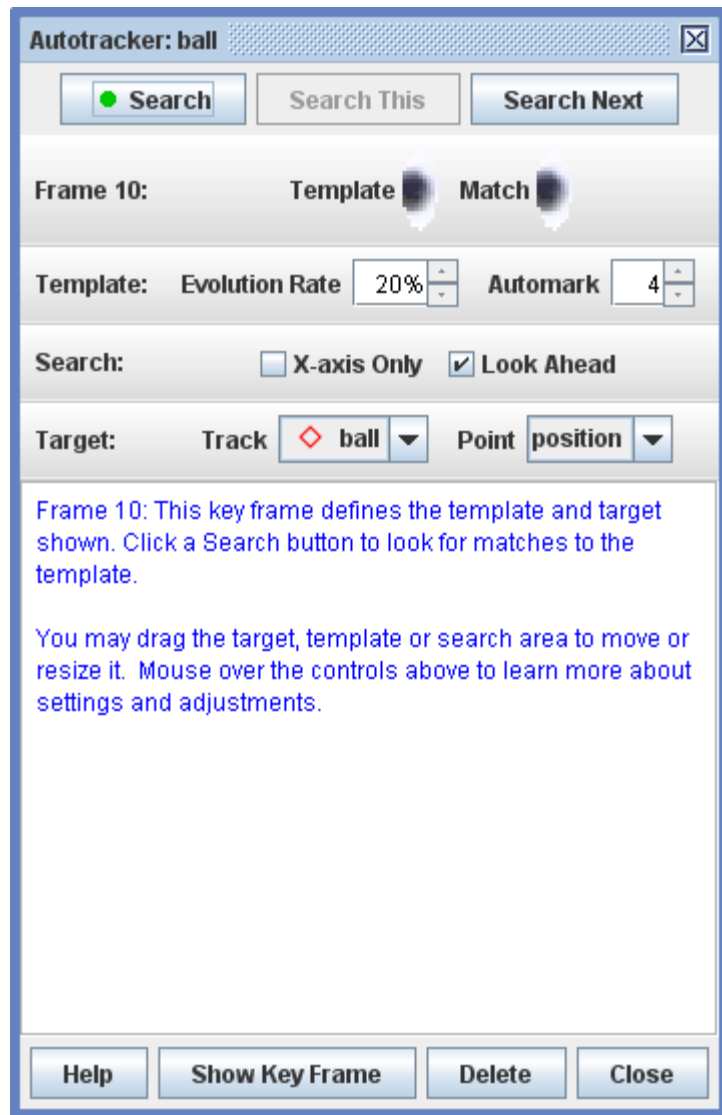 Autotracker: ball
Search Search This Search Next
Frame 10: Template Match
Template: Evolution Rate 20% Automark 4
Search: X-axis Only Look Ahead
Target: Track ball Point position
Frame 10: This key frame defines the template and target
shown. Click a Search button to look for matches to the
template.
You may drag the target, template or search area to move or
resize it.  Mouse over the controls above to learn more about
settings and adjustments.
Help Show Key Frame Delete Close